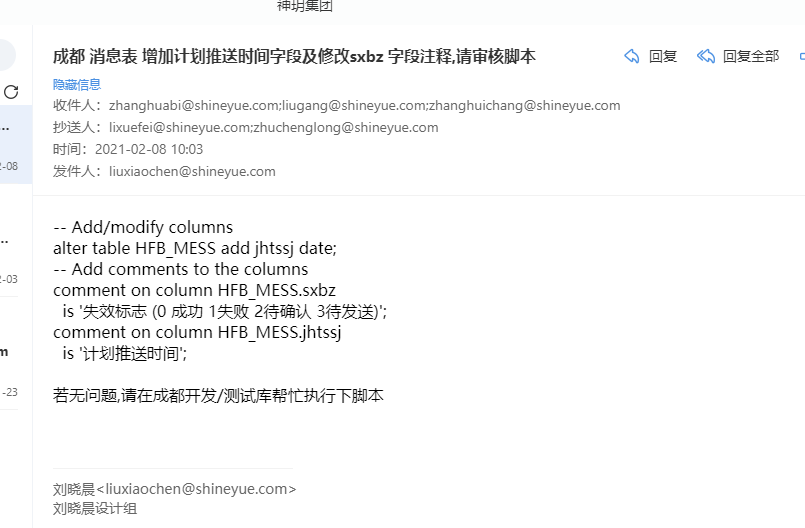 神玥集团
成都 消息表 增加计划推送时间字段及修改sxbz 字段注释,请审核脚本
回复
回复全部
隐藏信息
收件人：zhanghuabi@shineyue.com;liugang@shineyue.com;zhanghuichang@shineyue.com
...
抄送人：lixuefei@shineyue.com;zhuchenglong@shineyue.com
时间：2021-02-08 10:03
2-08
发件人：liuxiaochen@shineyue.com
-- Add/modify columns
alter table HFB_MESS add jhtssj date;
...
-- Add comments to the columns
2-03
comment on column HFB_MESS.sxbz
is '失效标志 (0 成功 1失败 2待确认 3待发送)';
comment on column HFB_MESS.jhtssj
is '计划推送时间';
m
-23
若无问题,请在成都开发/测试库帮忙执行下脚本
刘晓晨<liuxiaochen@shineyue.com>
刘晓晨设计组